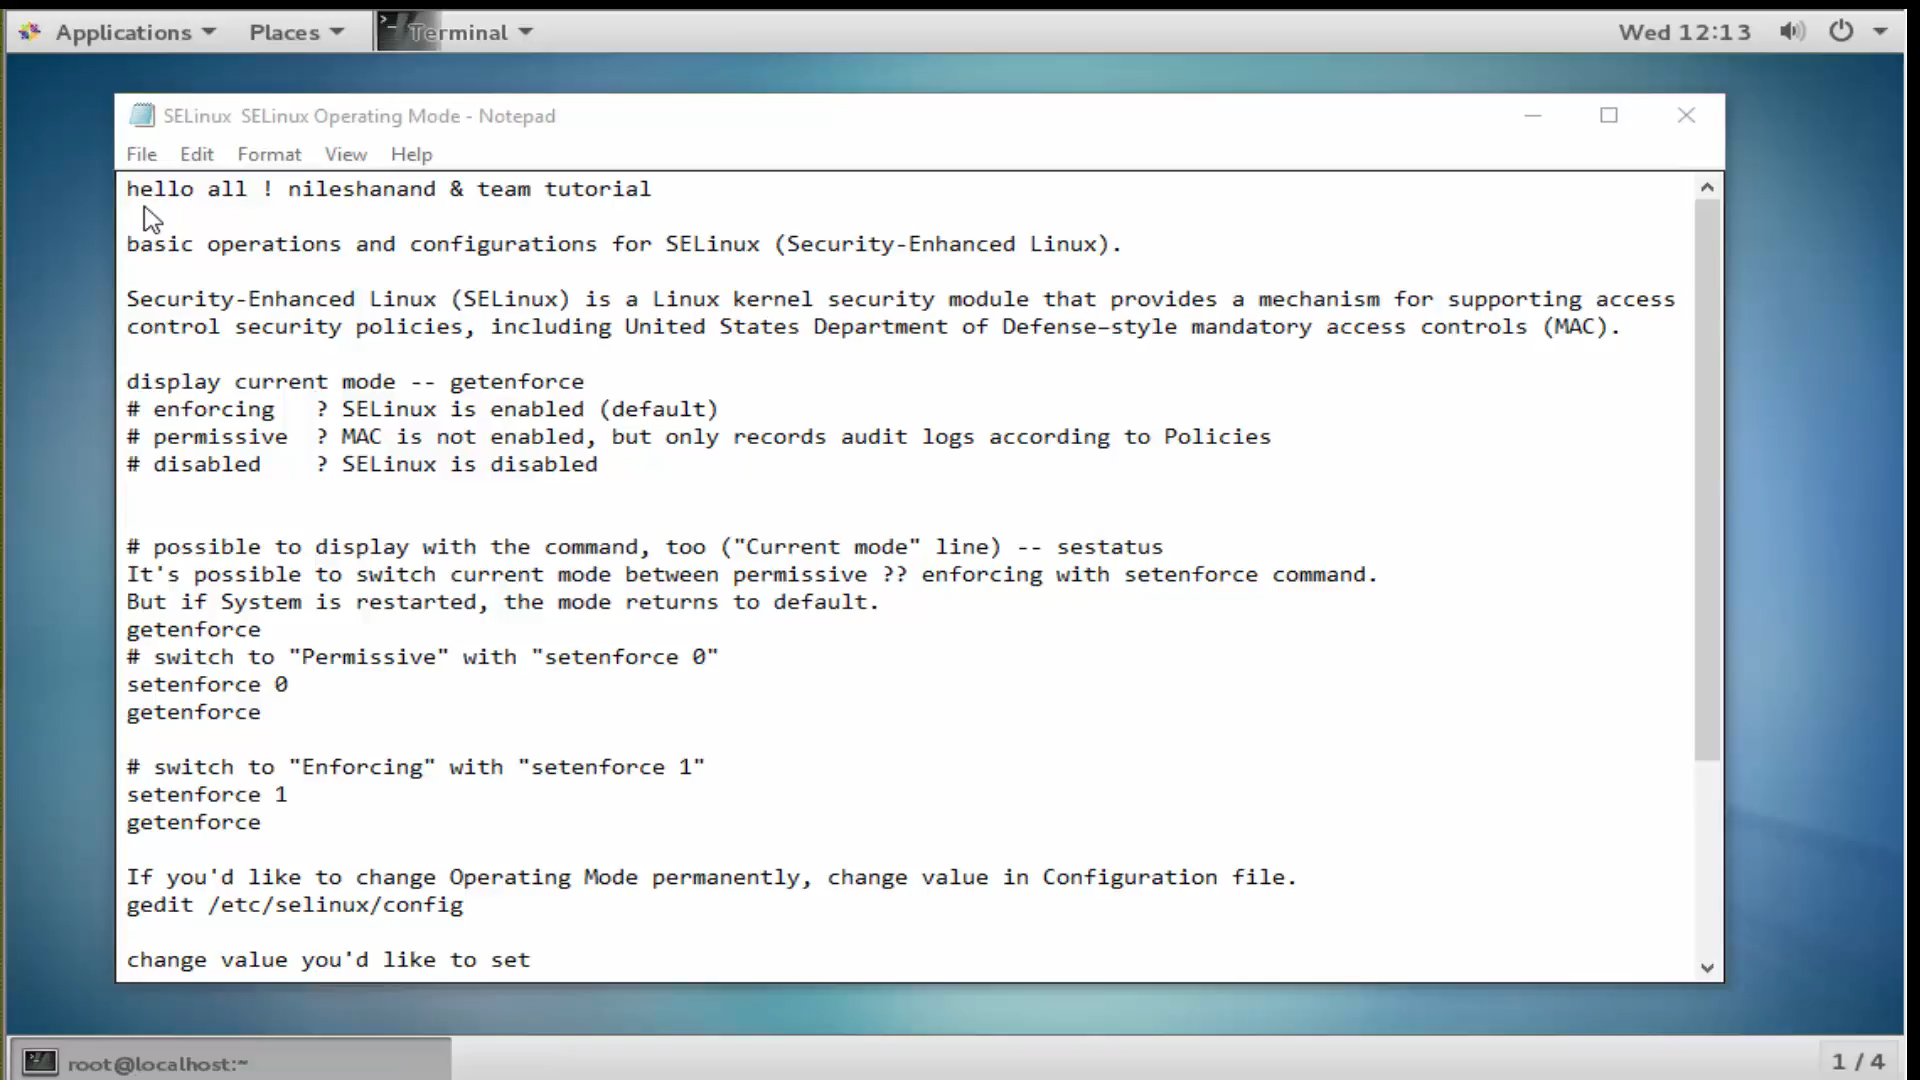 Applications Places Terminal Wed 12:13
SELinux SELinux Operating Mode - Notepad
File Edit Format View Help
hello all ! nileshanand & team tutorial
basic operations and configurations for SELinux (Security-Enhanced Linux).
Security-Enhanced Linux (SELinux) is a Linux kernel security module that provides a mechanism for supporting access
control security policies, including United States Department of Defense–style mandatory access controls (MAC).
display current mode -- getenforce
# enforcing ? SELinux is enabled (default)
# permissive ? MAC is not enabled, but only records audit logs according to Policies
# disabled ? SELinux is disabled
# possible to display with the command, too ("Current mode" line) -- sestatus
It's possible to switch current mode between permissive ?? enforcing with setenforce command.
But if System is restarted, the mode returns to default.
getenforce
# switch to "Permissive" with "setenforce 0"
setenforce 0
getenforce
# switch to "Enforcing" with "setenforce 1"
setenforce 1
getenforce
If you'd like to change Operating Mode permanently, change value in Configuration file.
gedit /etc/selinux/config
change value you'd like to set
root@localhost:~ 1 / 4